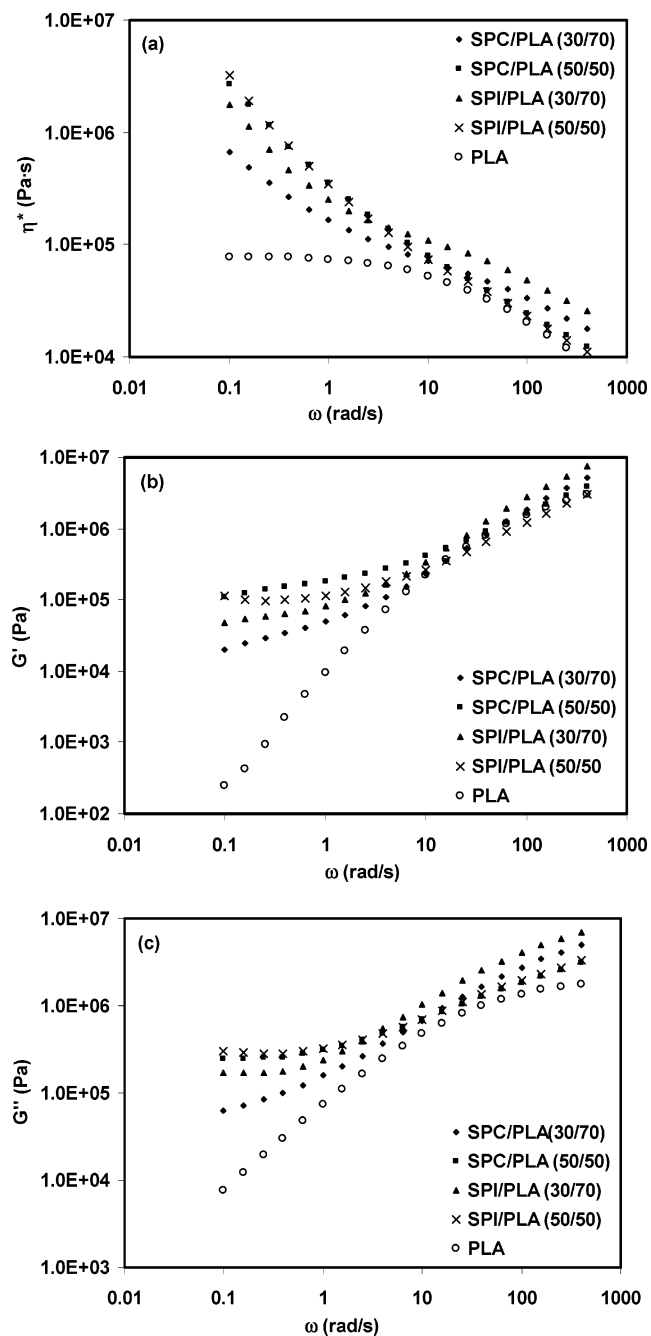 (a)
SPC/PLA (30/70)
SPC/PLA (50/50)
SPI/PLA (30/70)
SPI/PLA (50/50)
PLA
1.0E+07
1.0E+06
1.0E+05
1.0E+04
η* (Pa·s)
0.01 0.1 1 10 100 1000
ω (rad/s)
(b)
1.0E+07
1.0E+06
1.0E+05
1.0E+04
1.0E+03
1.0E+02
G' (Pa)
SPC/PLA (30/70)
SPC/PLA (50/50)
SPI/PLA (30/70)
SPI/PLA (50/50
PLA
0.01 0.1 1 10 100 1000
ω (rad/s)
(c)
1.0E+07
1.0E+06
1.0E+05
1.0E+04
1.0E+03
G'' (Pa)
SPC/PLA(30/70)
SPC/PLA (50/50)
SPI/PLA (30/70)
SPI/PLA (50/50)
PLA
0.01 0.1 1 10 100 1000
ω (rad/s)